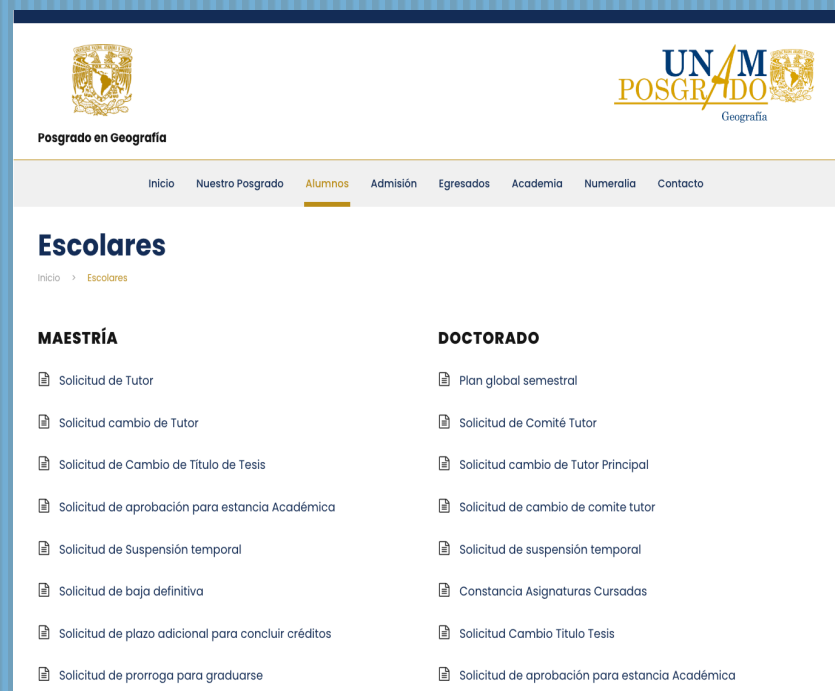 Posgrado en Geografía
UNAM
POSGRADO
Geografía
Inicio Nuestro Posgrado Alumnos Admisión Egresados Academia Numeralia Contacto
Escolares
Inicio > Escolares
MAESTRÍA
Solicitud de Tutor
Solicitud cambio de Tutor
Solicitud de Cambio de Título de Tesis
Solicitud de aprobación para estancia Académica
Solicitud de Suspensión temporal
Solicitud de baja definitiva
Solicitud de plazo adicional para concluir créditos
Solicitud de prorroga para graduarse
DOCTORADO
Plan global semestral
Solicitud de Comité Tutor
Solicitud cambio de Tutor Principal
Solicitud de cambio de comite tutor
Solicitud de suspensión temporal
Constancia Asignaturas Cursadas
Solicitud Cambio Titulo Tesis
Solicitud de aprobación para estancia Académica